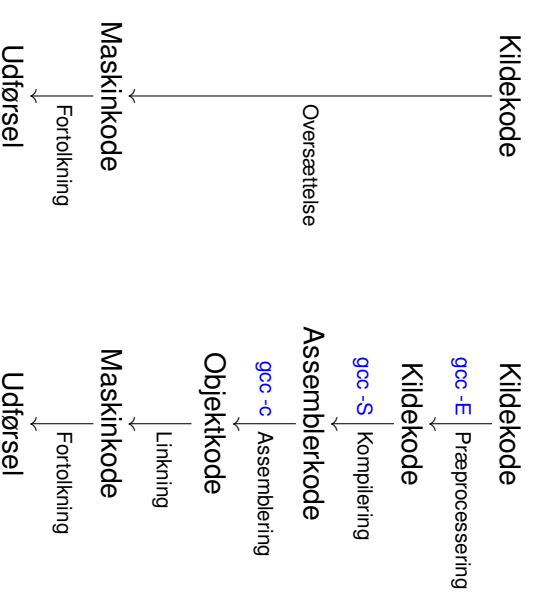 Kildekode
Oversættelse
Maskinkode
Fortolkning
Udførsel
Kildekode
gcc -E Præprocessering
Kildekode
gcc -S Kompilering
Assemblerkode
gcc -c Assemblering
Objektkode
Linkning
Maskinkode
Fortolkning
Udførsel